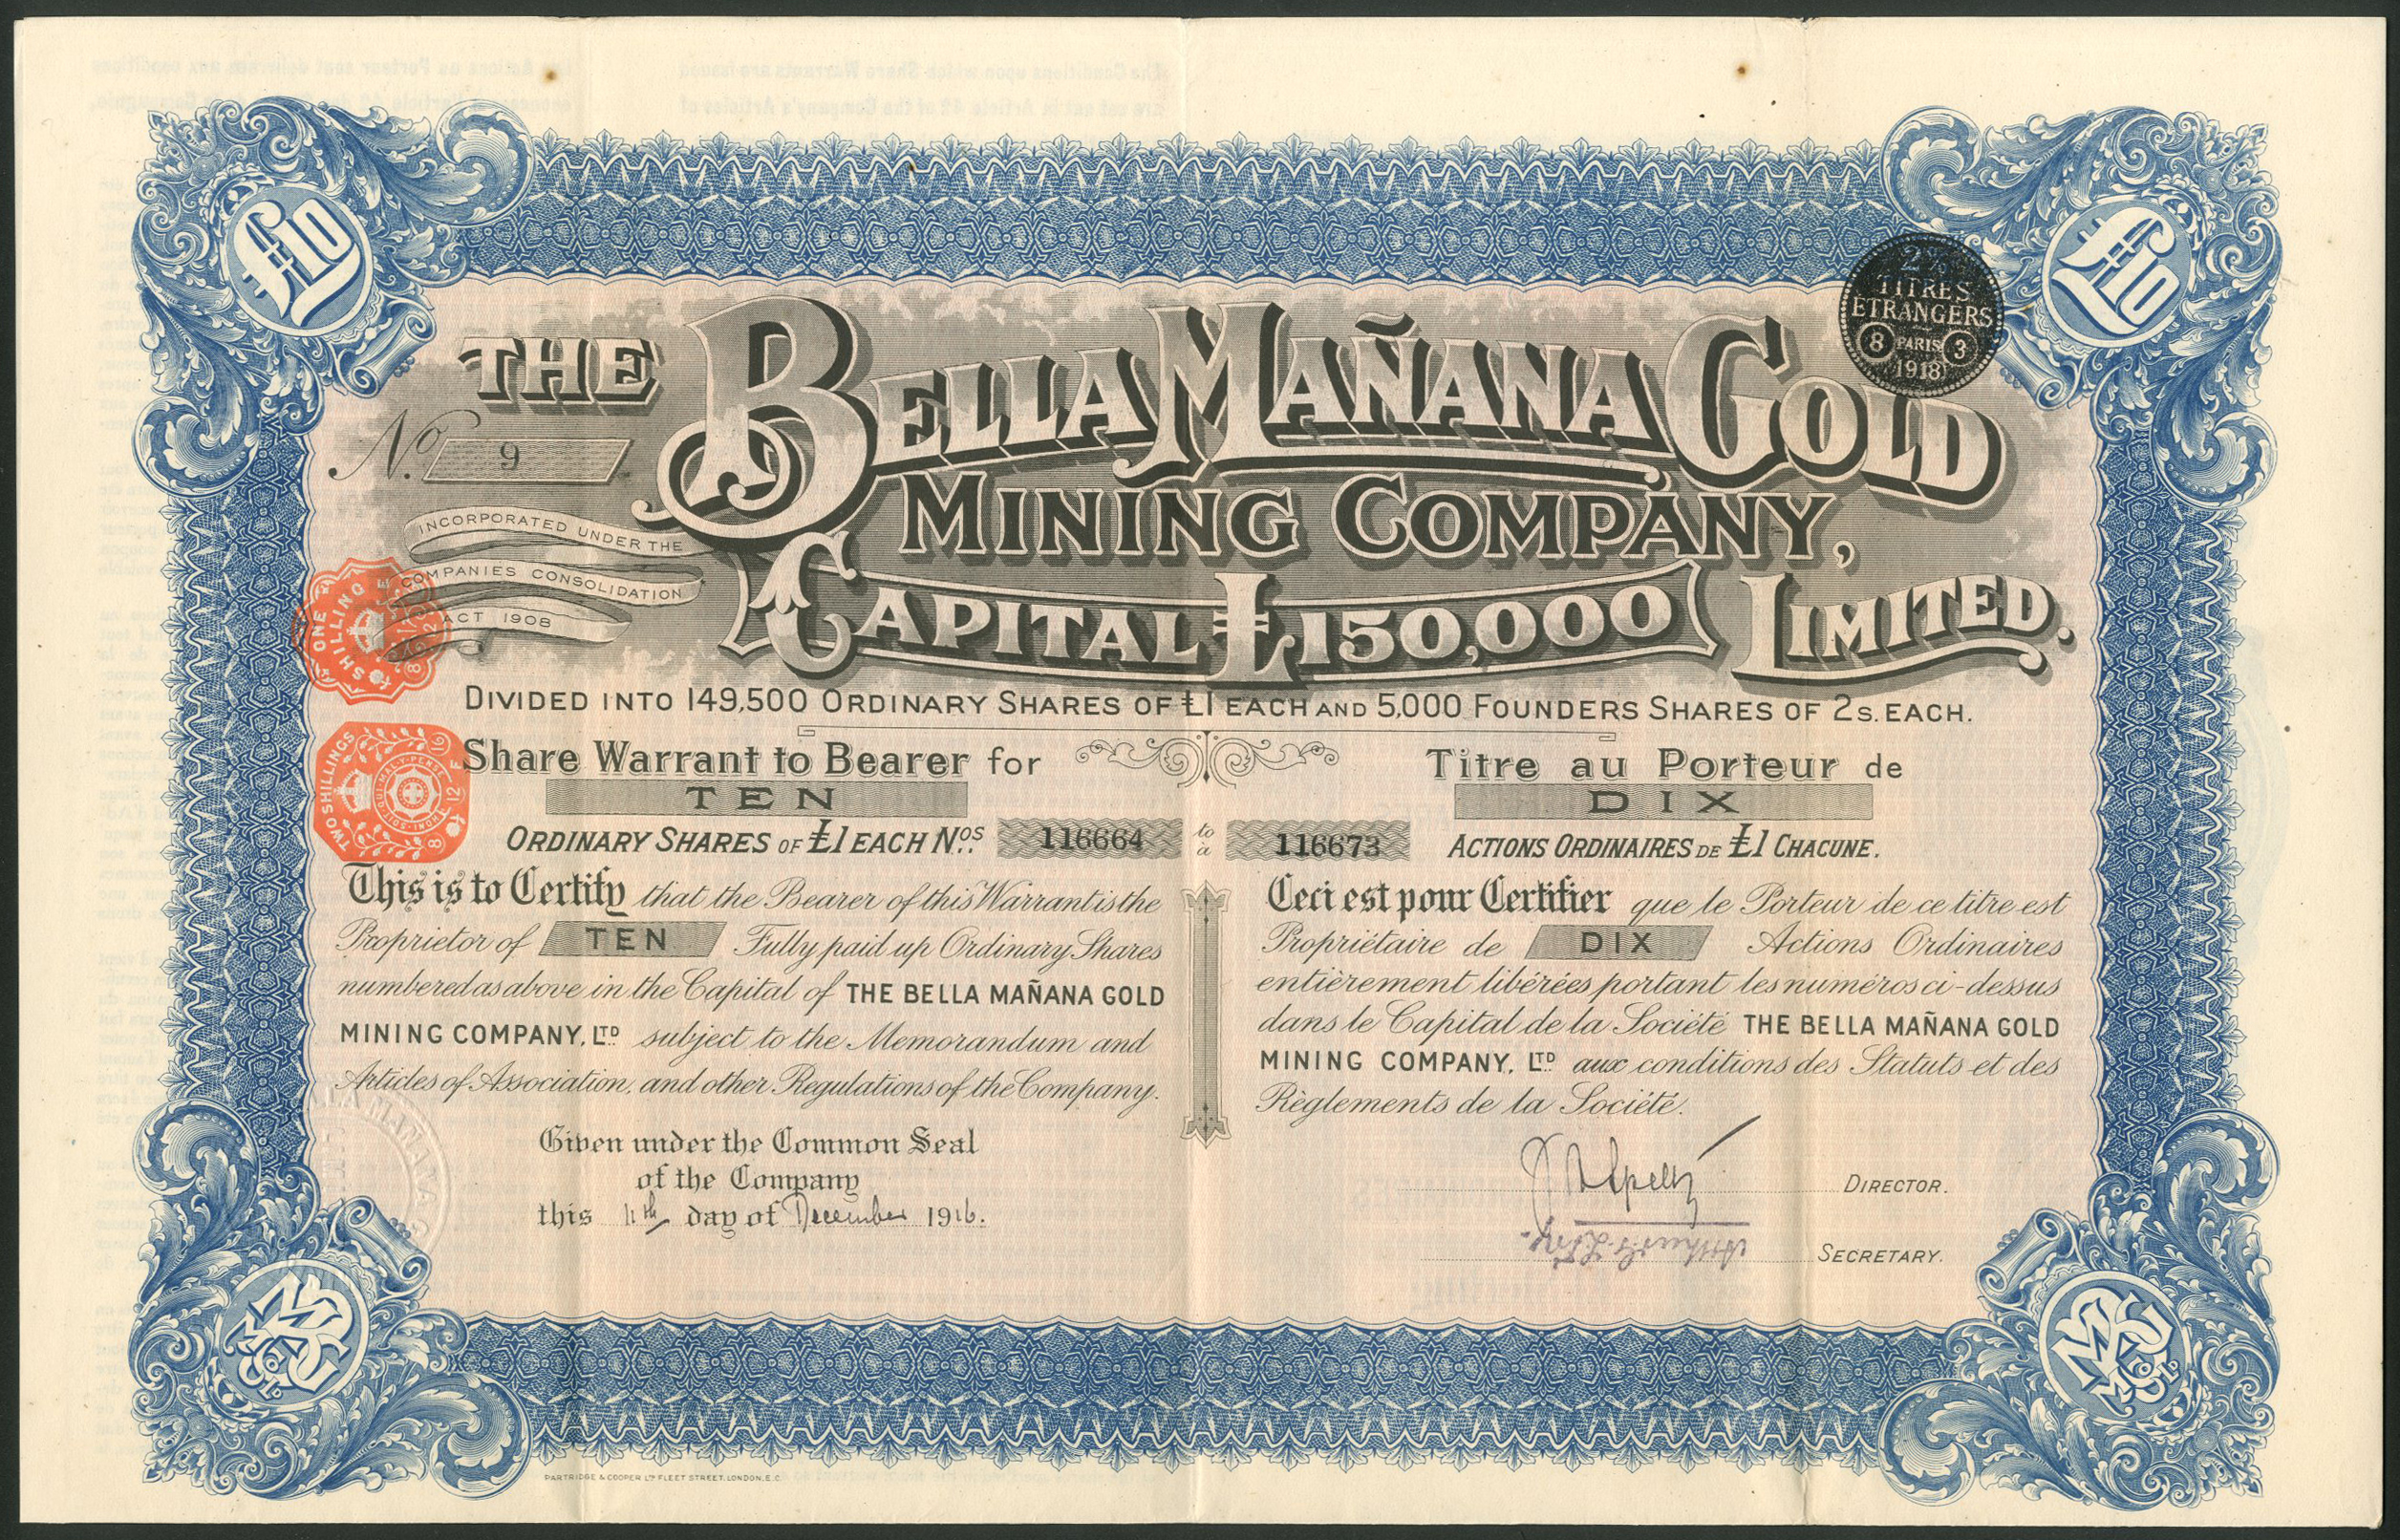 £10
£10
2%
TITRES
ETRANGERS
8 PARIS 3
1918
THE BELLA MAÑANA GOLD
MINING COMPANY,
LIMITED.
No. 9
INCORPORATED UNDER THE
COMPANIES CONSOLIDATION
ACT 1908
CAPITAL £150,000
ONE SHILLING
DIVIDED INTO 149,500 ORDINARY SHARES OF £1 EACH AND 5,000 FOUNDERS SHARES OF 2S. EACH.
TWO SHILLINGS
HONI·SOIT·QUI·MAL·Y·PENSE
Share Warrant to Bearer for
TEN
ORDINARY SHARES OF £1 EACH NOS. 116664 to
a 116673
Titre au Porteur de
DIX
ACTIONS ORDINAIRES DE £1 CHACUNE.
This is to Certify that the Bearer of this Warrant is the
Proprietor of TEN Fully paid up Ordinary Shares
numbered as above in the Capital of THE BELLA MAÑANA GOLD
MINING COMPANY, LTD subject to the Memorandum and
Articles of Association, and other Regulations of the Company.
Given under the Common Seal
of the Company
this 11th day of December 1916.
Ceci est pour Certifier que le Porteur de ce titre est
Propriétaire de DIX Actions Ordinaires
entièrement libérées portant les numéros ci-dessus
dans le Capital de la Société THE BELLA MAÑANA GOLD
MINING COMPANY, LTD aux conditions des Statuts et des
Règlements de la Société.
DIRECTOR.
SECRETARY.
PARTRIDGE & COOPER LTD FLEET STREET, LONDON, E.C.